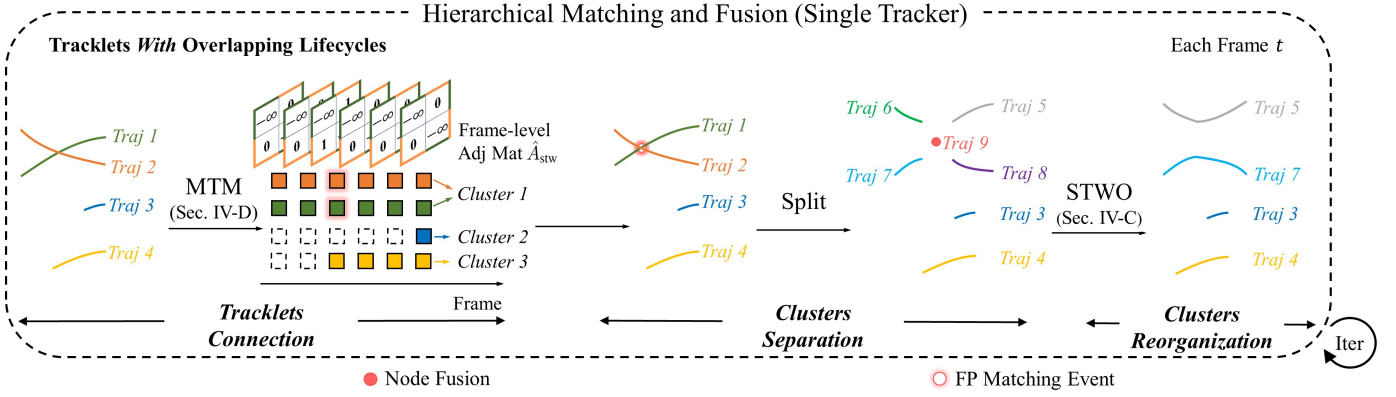 Hierarchical Matching and Fusion (Single Tracker)
Tracklets With Overlapping Lifecycles
Each Frame t
Traj 1
Traj 2
Traj 3
Traj 4
MTM
(Sec. IV-D)
0 0 1 0 0 0
−∞ −∞ −∞ −∞ −∞ −∞
−∞
0 0 1 0 0 0
Frame-level
Adj Mat Âstw
Cluster 1
Cluster 2
Cluster 3
Frame
Tracklets
Connection
Traj 1
Traj 2
Traj 3
Traj 4
Split
Clusters
Separation
Traj 6
Traj 5
Traj 9
Traj 7
Traj 8
Traj 3
Traj 4
STWO
(Sec. IV-C)
Traj 5
Traj 7
Traj 3
Traj 4
Clusters
Reorganization
Iter
Node Fusion
FP Matching Event